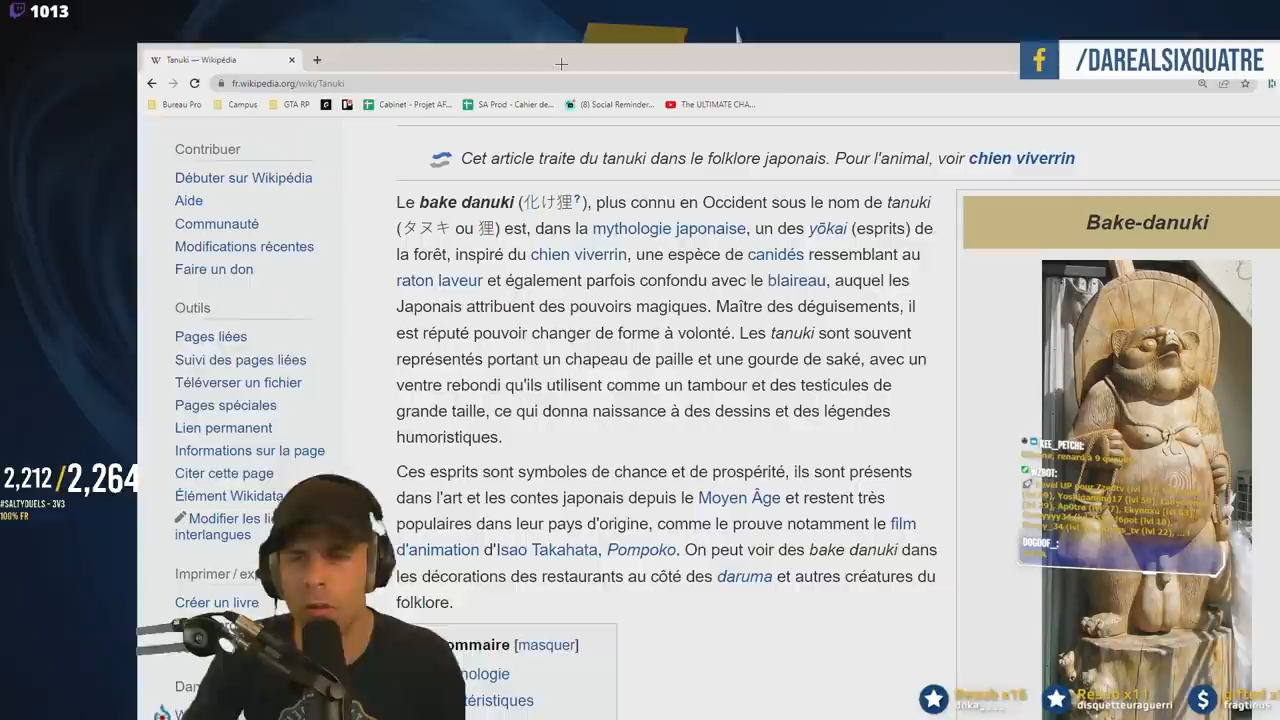 1013
Tanuki — Wikipédia
/DAREALSIXQUATRE
fr.wikipedia.org/wiki/Tanuki
Bureau Pro
Campus
GTA RP
Cabinet - Projet AF...
SA Prod - Cahier de...
(8) Social Reminder...
The ULTIMATE CHA...
Contribuer
Débuter sur Wikipédia
Aide
Communauté
Modifications récentes
Faire un don
Outils
Pages liées
Suivi des pages liées
Téléverser un fichier
Pages spéciales
Lien permanent
Informations sur la page
Citer cette page
Élément Wikidata
Modifier les
interlangues
Imprimer /
Créer un livre
Cet article traite du tanuki dans le folklore japonais. Pour l'animal, voir chien viverrin
Le bake danuki (化け狸?), plus connu en Occident sous le nom de tanuki
(タヌキ ou 狸) est, dans la mythologie japonaise, un des yōkai (esprits) de
la forêt, inspiré du chien viverrin, une espèce de canidés ressemblant au
raton laveur et également parfois confondu avec le blaireau, auquel les
Japonais attribuent des pouvoirs magiques. Maître des déguisements, il
est réputé pouvoir changer de forme à volonté. Les tanuki sont souvent
représentés portant un chapeau de paille et une gourde de saké, avec un
ventre rebondi qu'ils utilisent comme un tambour et des testicules de
grande taille, ce qui donna naissance à des dessins et des légendes
humoristiques.
Ces esprits sont symboles de chance et de prospérité, ils sont présents
dans l'art et les contes japonais depuis le Moyen Âge et restent très
populaires dans leur pays d'origine, comme le prouve notamment le film
d'animation d'Isao Takahata, Pompoko. On peut voir des bake danuki dans
les décorations des restaurants au côté des daruma et autres créatures du
folklore.
ommaire [masquer]
nologie
téristiques
Bake-danuki
2,212 / 2,264
#SALTYDUELS - 3V3
100% FR
KEE_PETCHI:
renard à 9 queues
Resub x16
Resub x11
disquetteuraguerri
gifted x